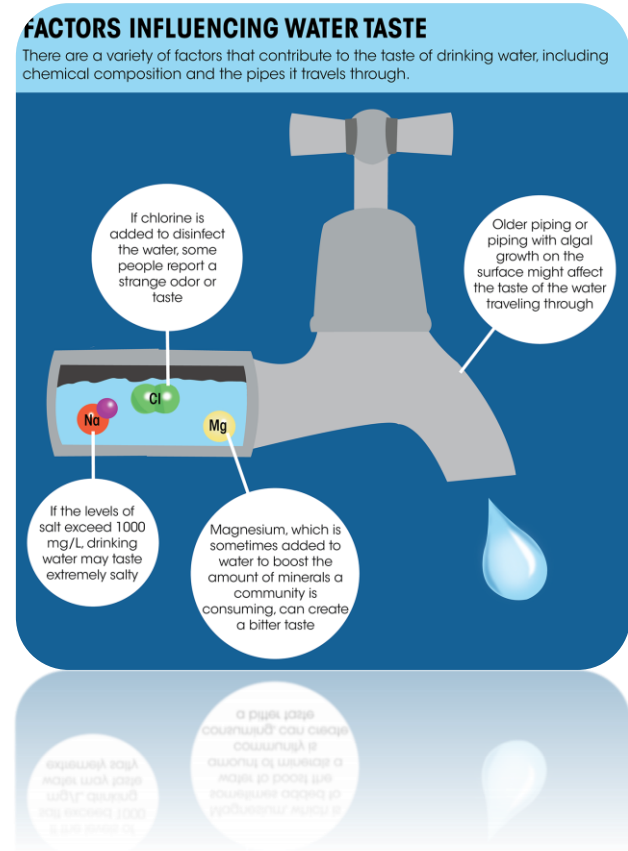 FACTORS INFLUENCING WATER TASTE
There are a variety of factors that contribute to the taste of drinking water, including
chemical composition and the pipes it travels through.
If chlorine is
added to disinfect
the water, some
people report a
strange odor or
taste
Older piping or
piping with algal
growth on the
surface might affect
the taste of the water
traveling through
Cl
Na
Mg
If the levels of
salt exceed 1000
mg/L, drinking
water may taste
extremely salty
Magnesium, which is
sometimes added to
water to boost the
amount of minerals a
community is
consuming, can create
a bitter taste